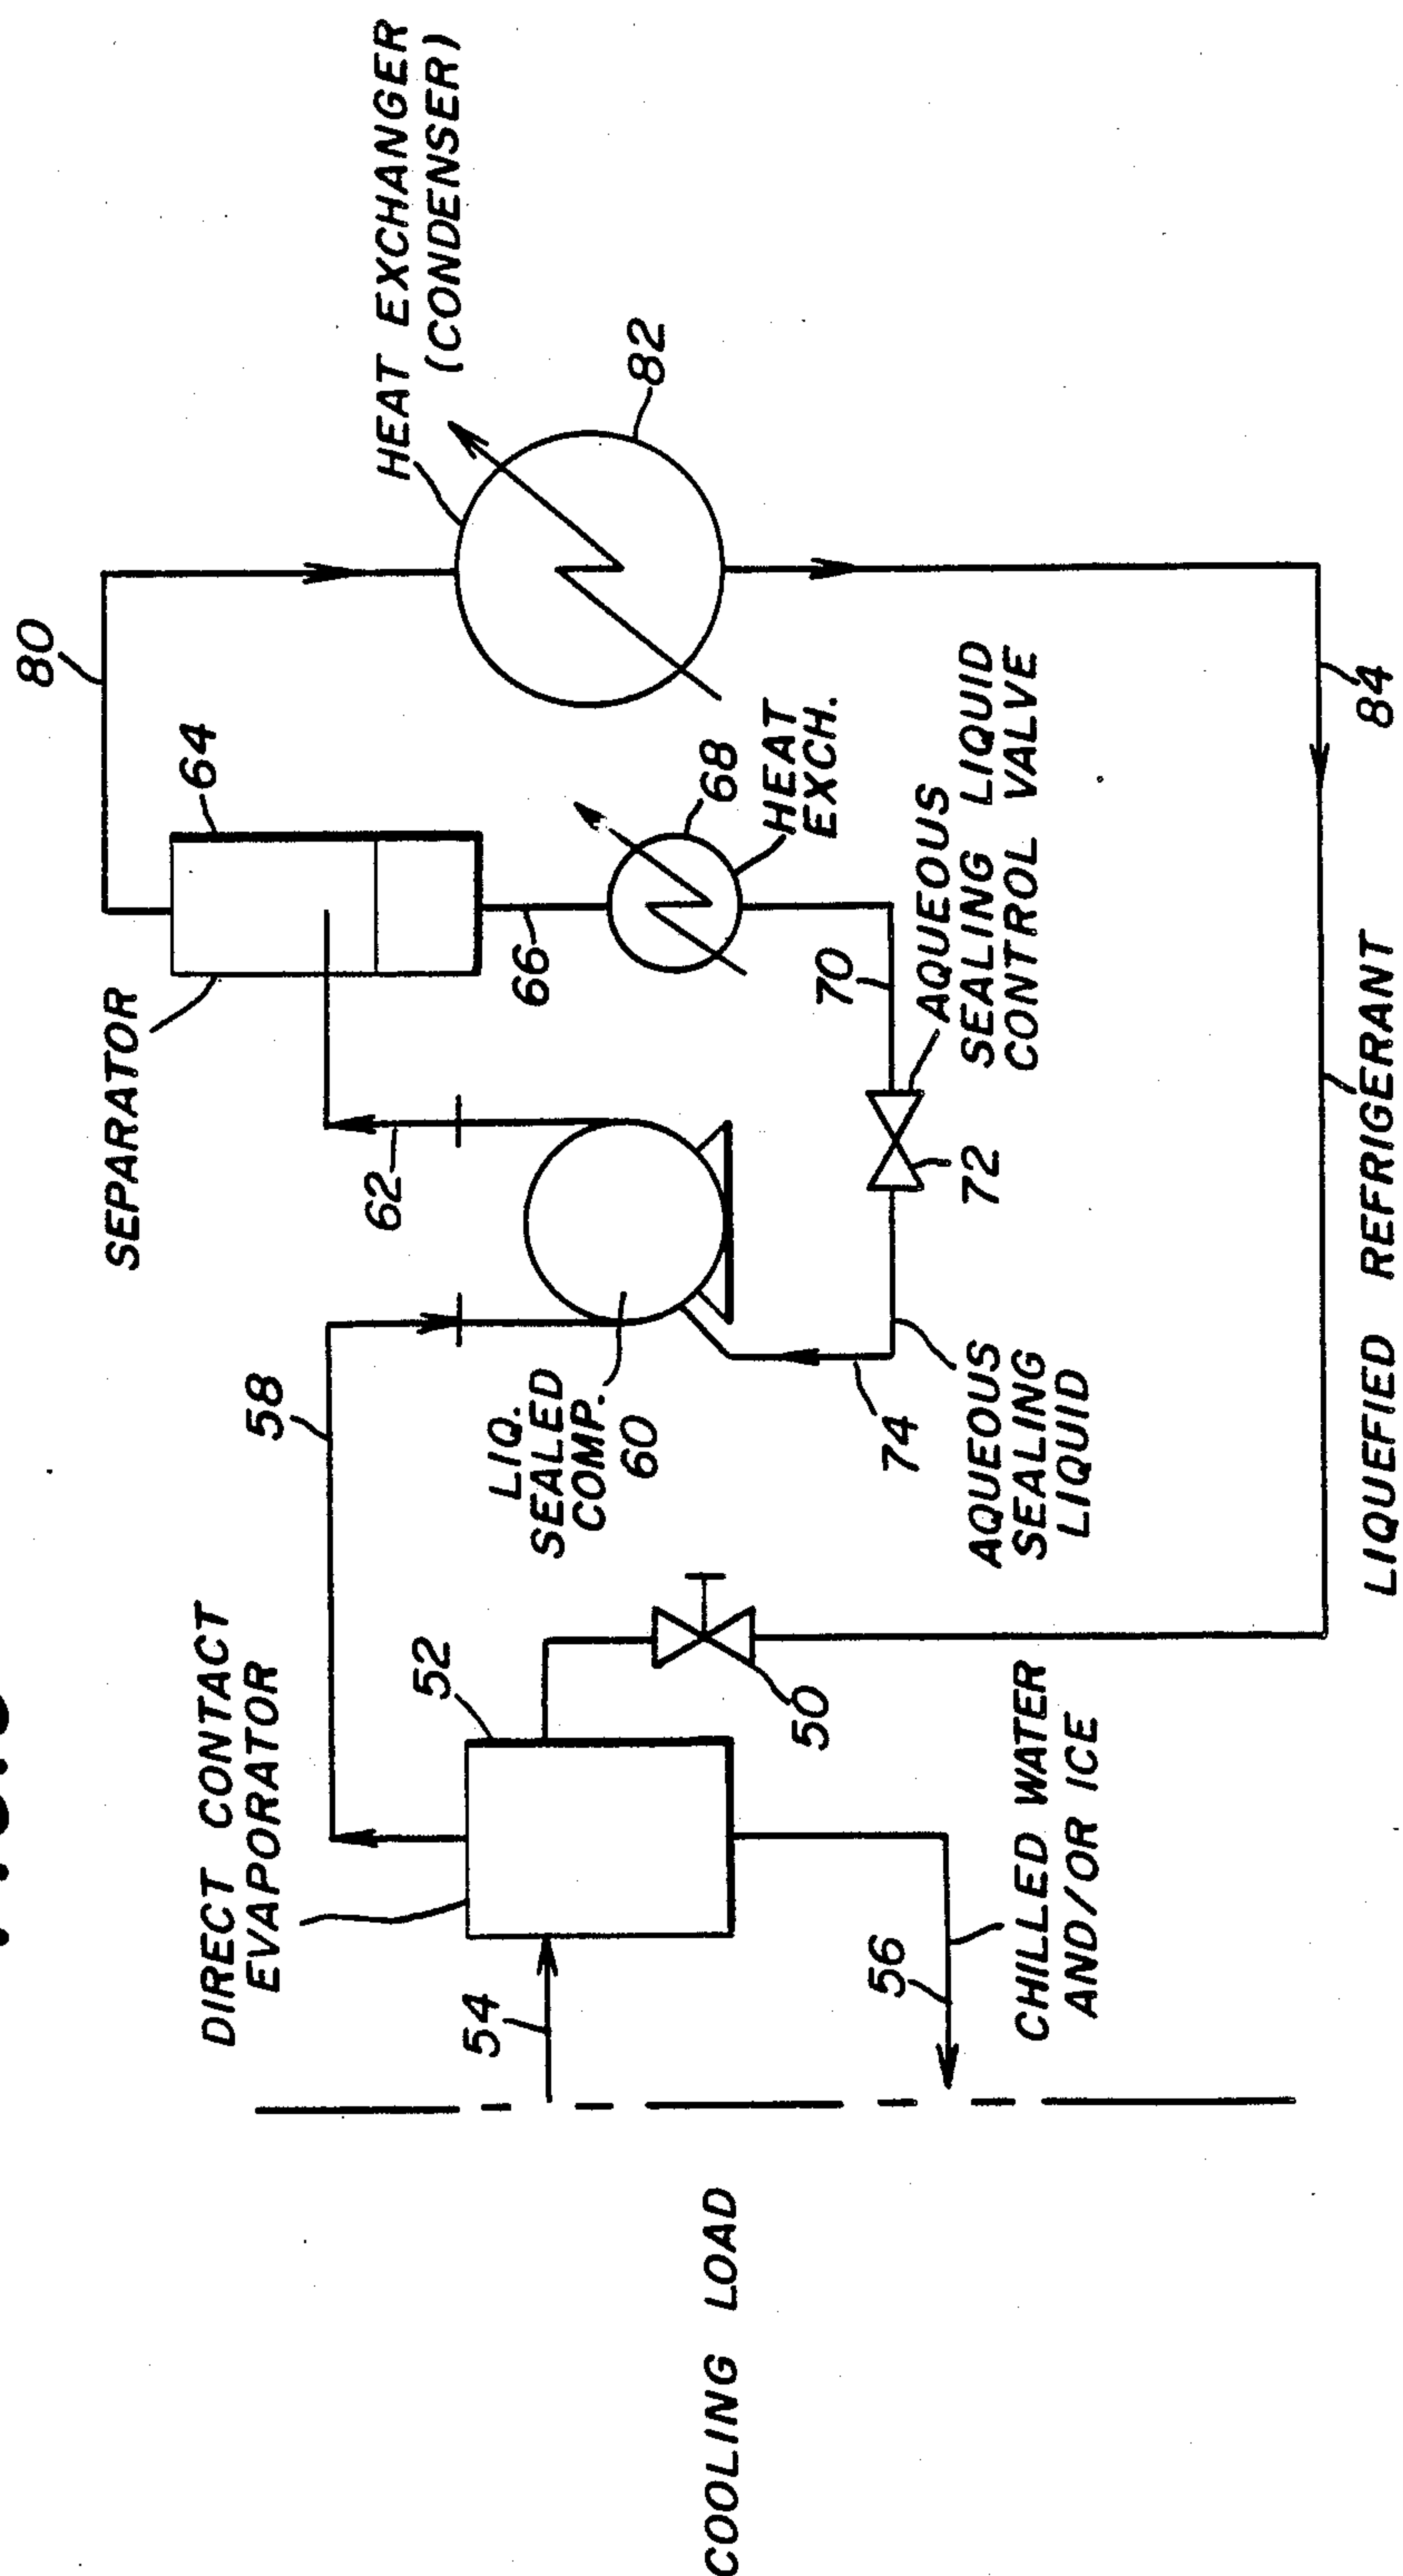 COOLING LOAD
DIRECT CONTACT
EVAPORATOR
52
54
56
CHILLED WATER
AND/OR ICE
50
58
LIQ.
SEALED
COMP.
60
62
SEPARATOR
64
66
68
HEAT
EXCH.
70
AQUEOUS
SEALING LIQUID
CONTROL VALVE
72
74
AQUEOUS
SEALING
LIQUID
80
HEAT EXCHANGER
(CONDENSER)
82
84
LIQUEFIED REFRIGERANT